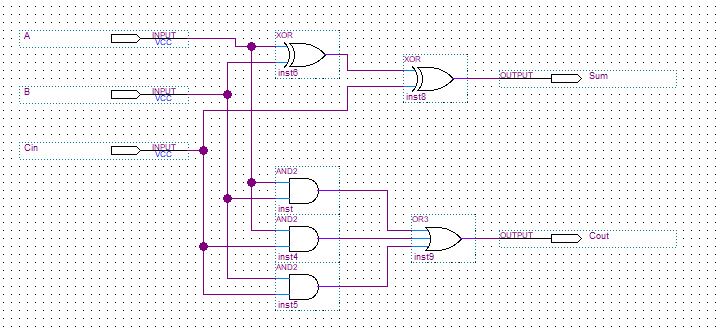 A
INPUT
VCC
XOR
inst6
XOR
inst8
OUTPUT
Sum
B
INPUT
VCC
Cin
INPUT
VCC
AND2
inst
AND2
inst4
AND2
inst5
OR3
inst9
OUTPUT
Cout